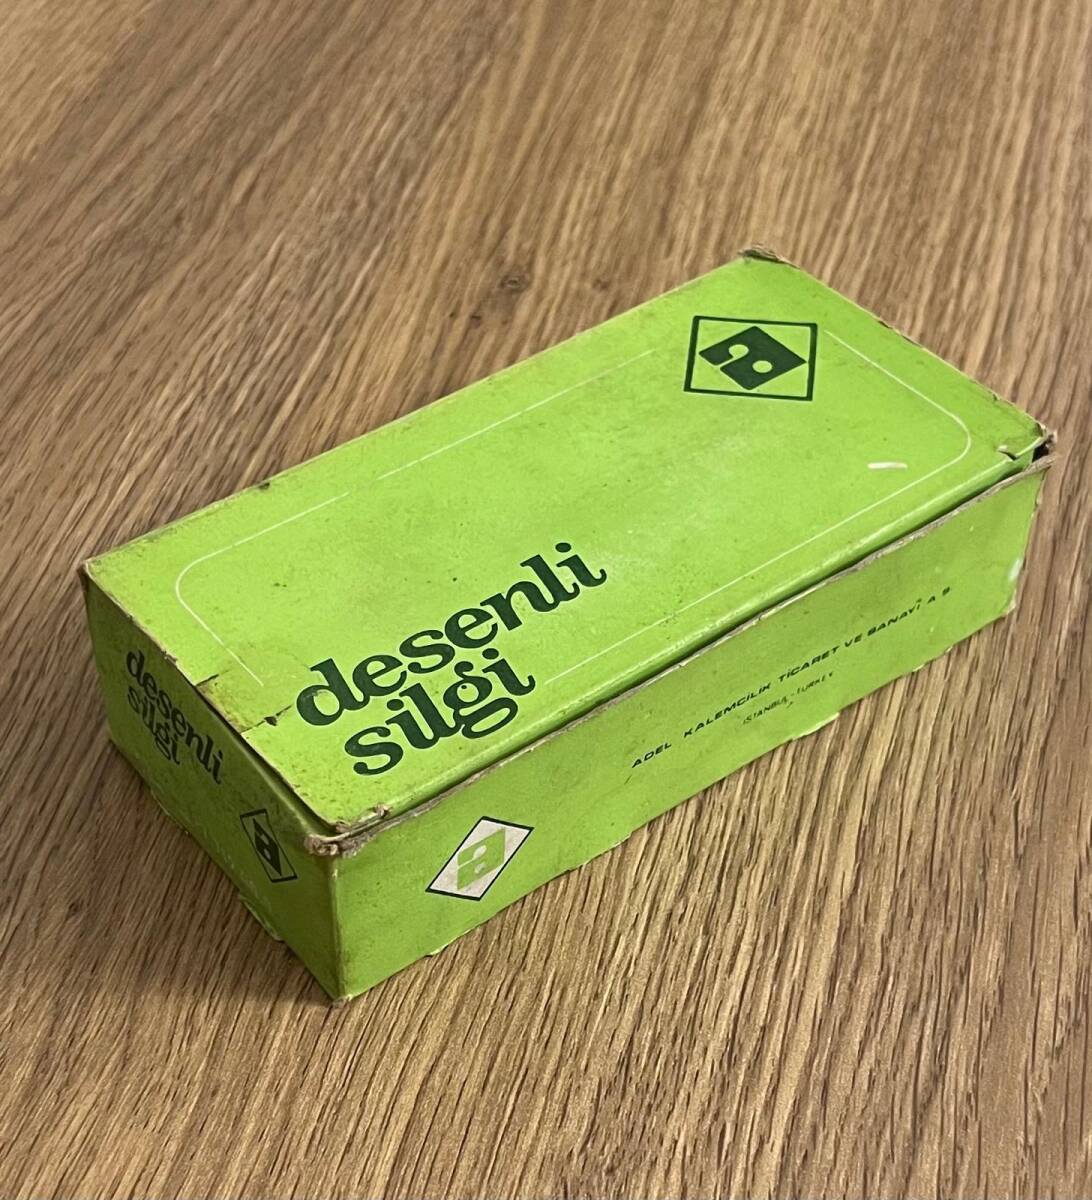 desenli
silgi
desenli
silgi
ADEL KALEMCİLİK TİCARET VE SANAYİ A Ş
İSTANBUL - TURKEY
a
a
a